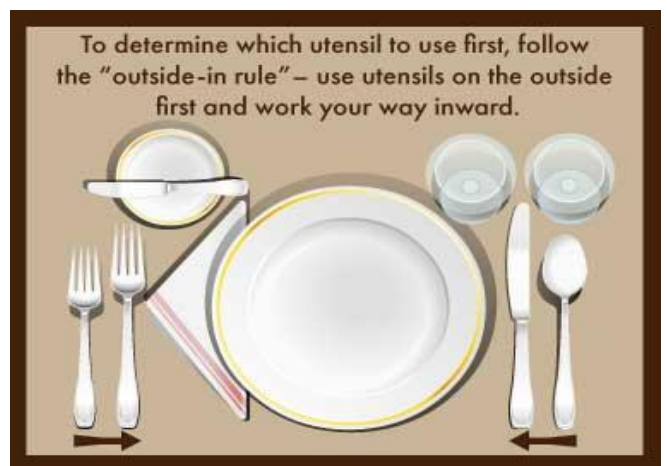 To determine which utensil to use first, follow
the “outside-in rule” – use utensils on the outside
first and work your way inward.